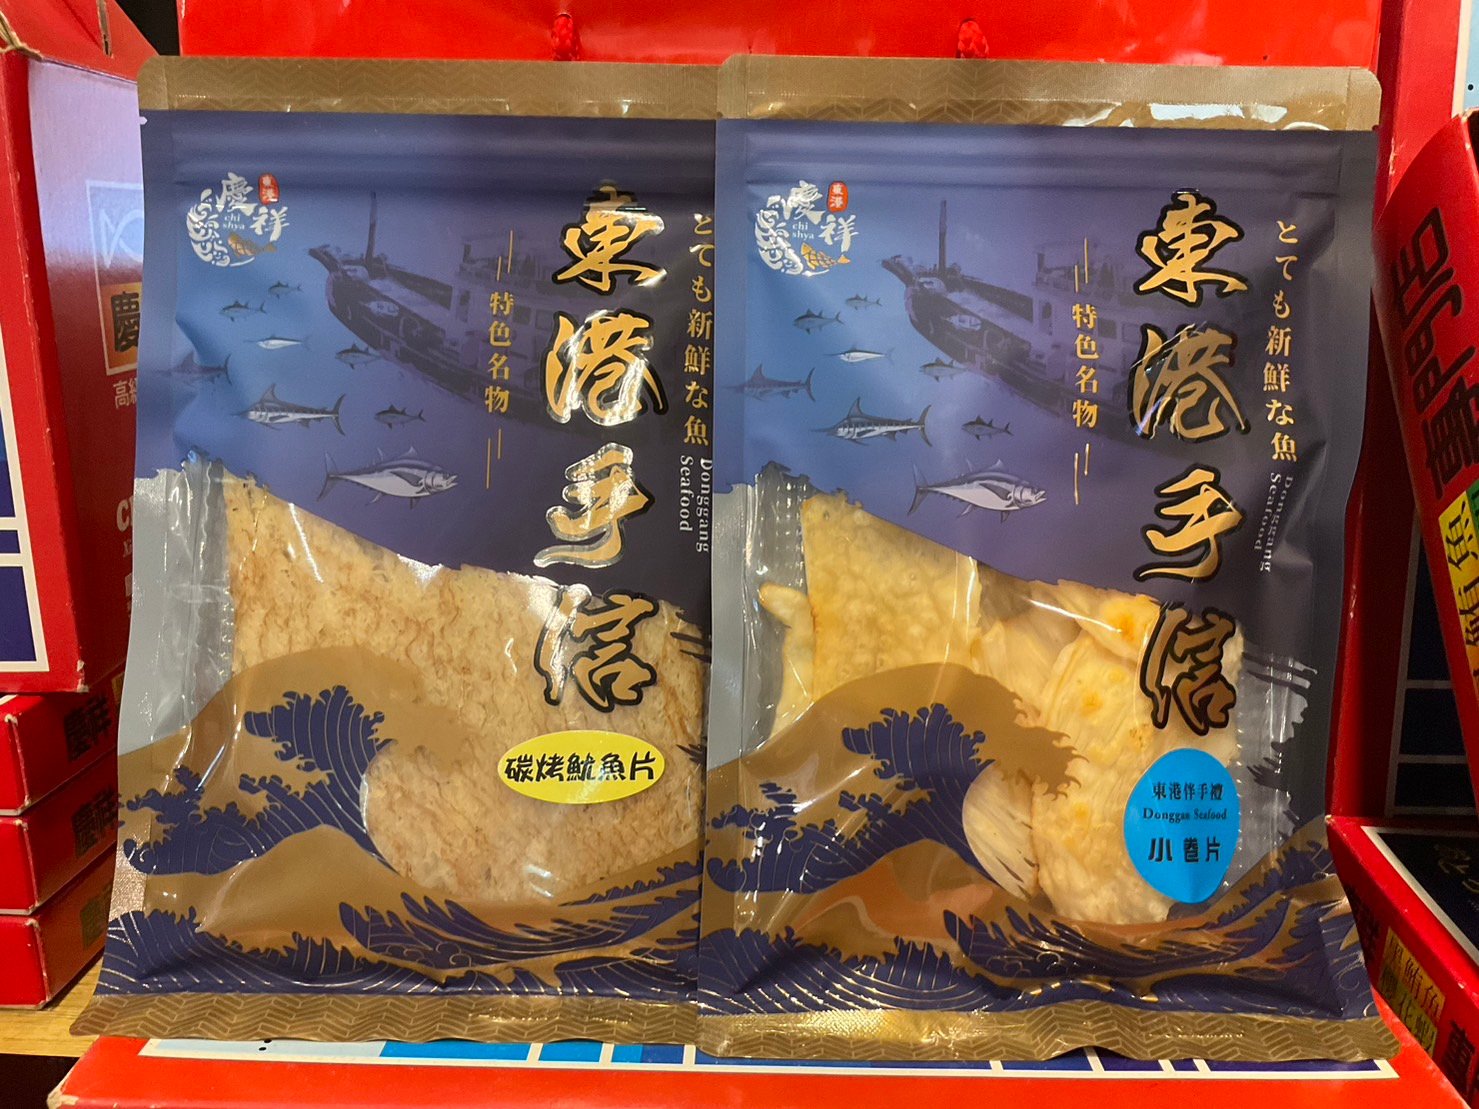 慶祥
東港
chi
shya
特色名物
東港手信
とても新鮮な魚
Donggang
Seafood
碳烤魷魚片
慶祥
東港
chi
shya
特色名物
東港手信
とても新鮮な魚
Donggang
Seafood
東港伴手禮
Donggan Seafood
小卷片
慶
慶祥